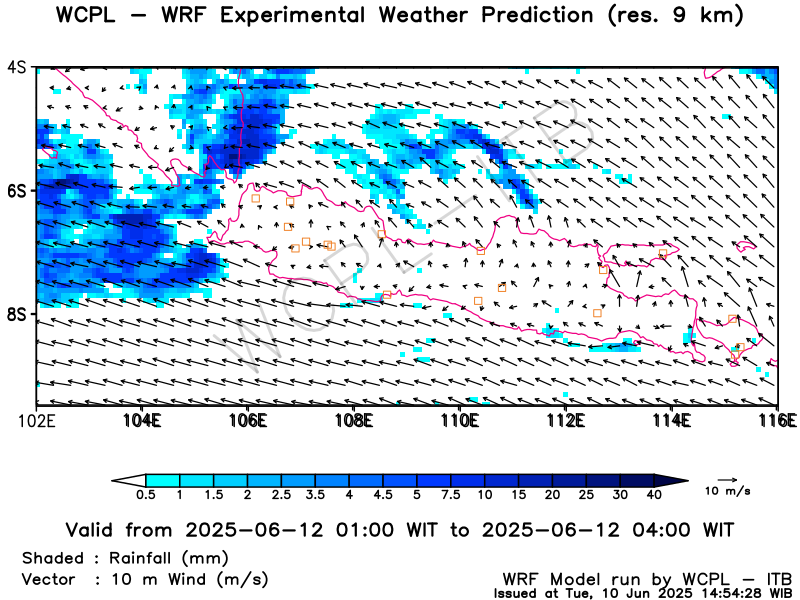 WCPL – WRF Experimental Weather Prediction (res. 9 km)
4S
6S
8S
WCPL-ITB
102E 104E 106E 108E 110E 112E 114E 116E
0.5 1 1.5 2 2.5 3.5 4 4.5 5 7.5 10 15 20 25 30 40
10 m/s
Valid from 2025-06-12 01:00 WIT to 2025-06-12 04:00 WIT
Shaded : Rainfall (mm)
Vector : 10 m Wind (m/s)
WRF Model run by WCPL – ITB
Issued at Tue, 10 Jun 2025 14:54:28 WIB